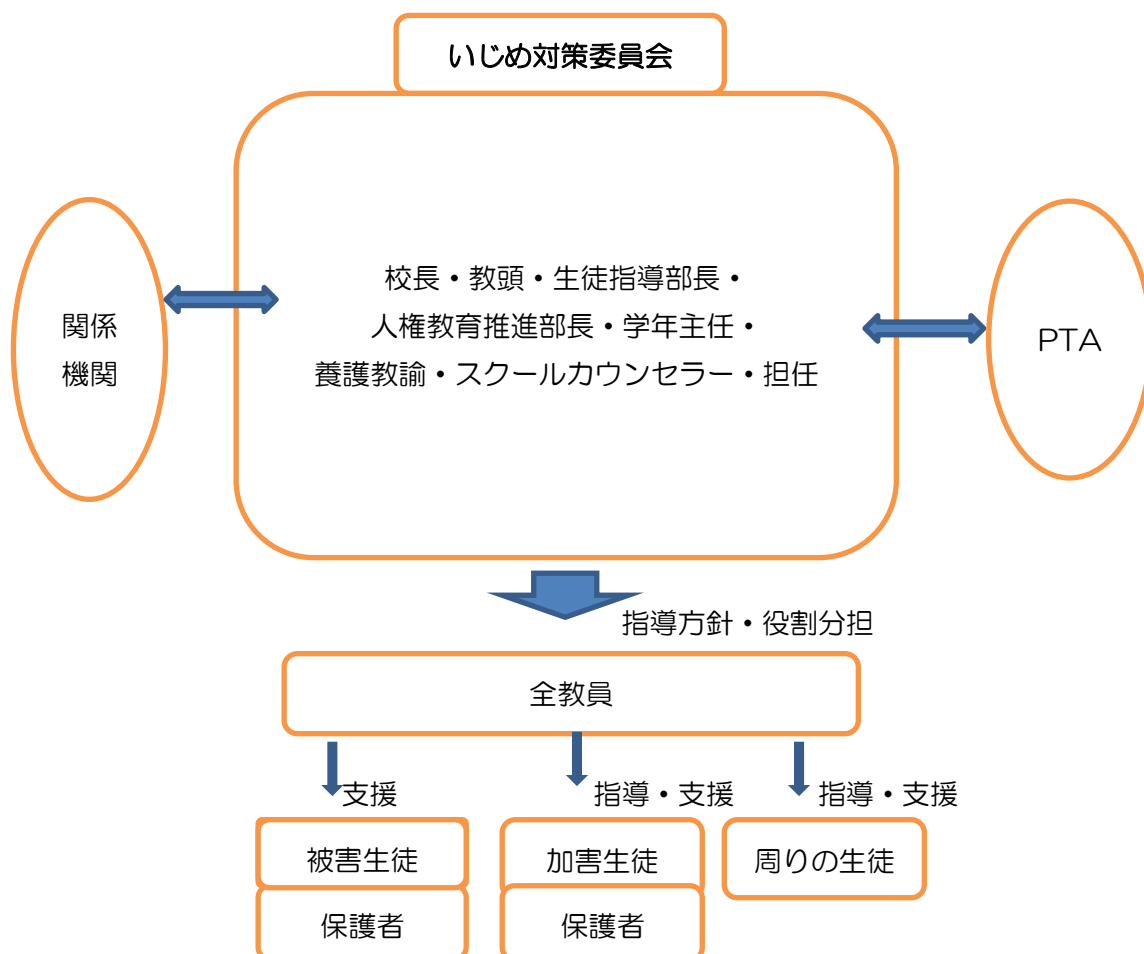 いじめ対策委員会
校長・教頭・生徒指導部長・
人権教育推進部長・学年主任・
養護教諭・スクールカウンセラー・担任
関係
機関
PTA
指導方針・役割分担
全教員
支援
指導・支援
指導・支援
被害生徒
加害生徒
周りの生徒
保護者
保護者